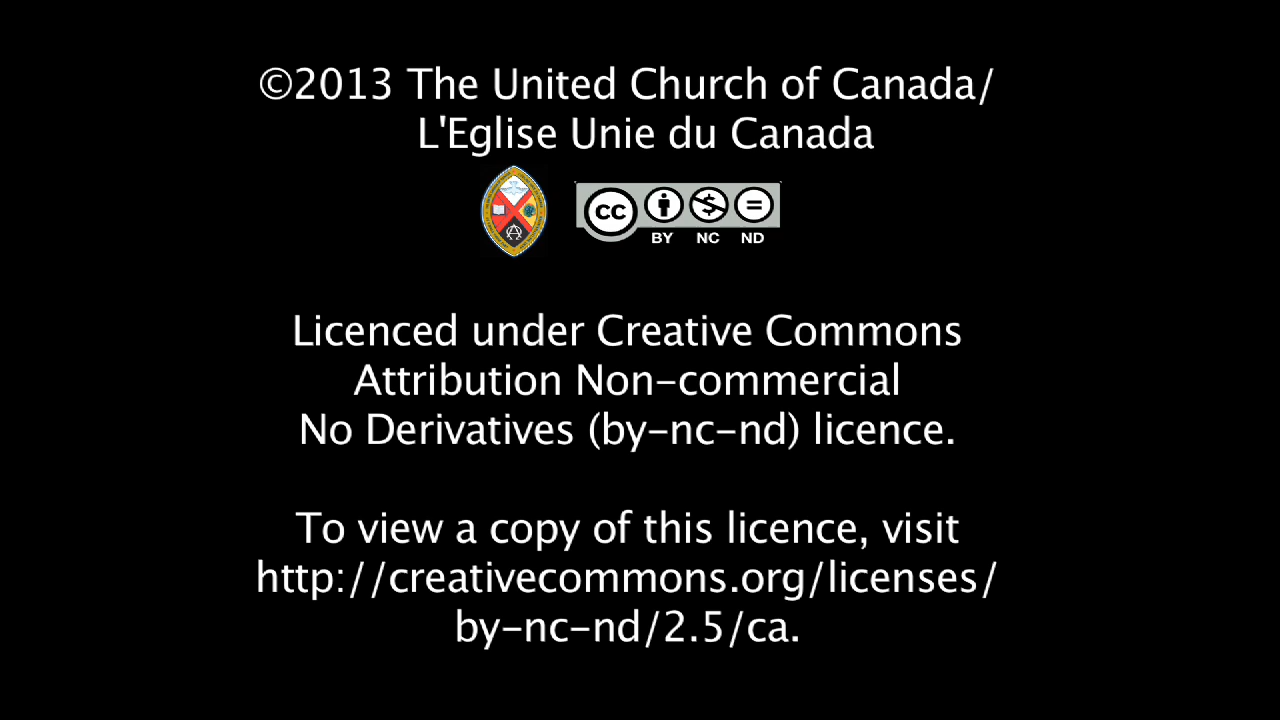 ©2013 The United Church of Canada/
L'Eglise Unie du Canada
CC BY NC ND
Licenced under Creative Commons
Attribution Non-commercial
No Derivatives (by-nc-nd) licence.
To view a copy of this licence, visit
http://creativecommons.org/licenses/
by-nc-nd/2.5/ca.